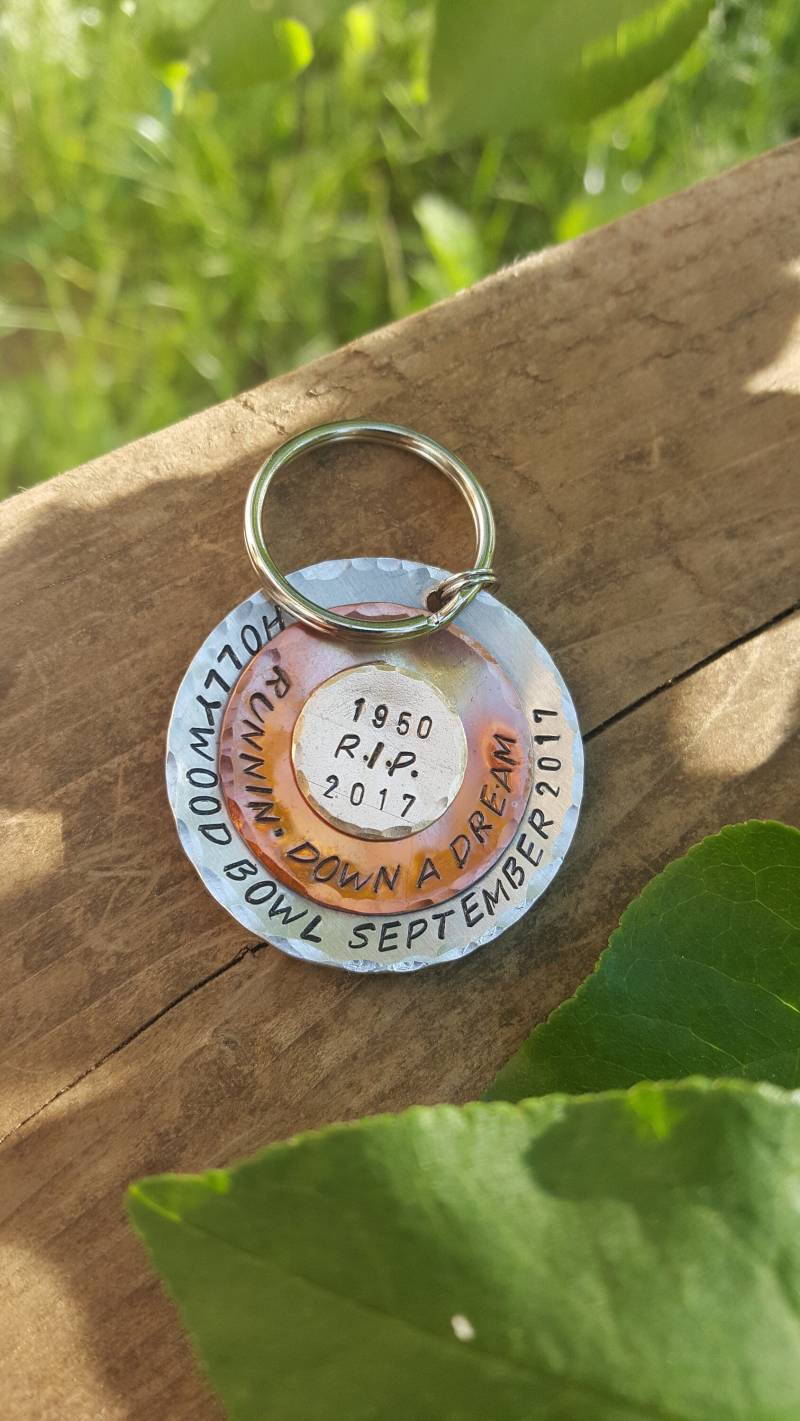 HOLLYWOOD BOWL SEPTEMBER 2017
RUNNIN' DOWN A DREAM
1950
R.I.P.
2017